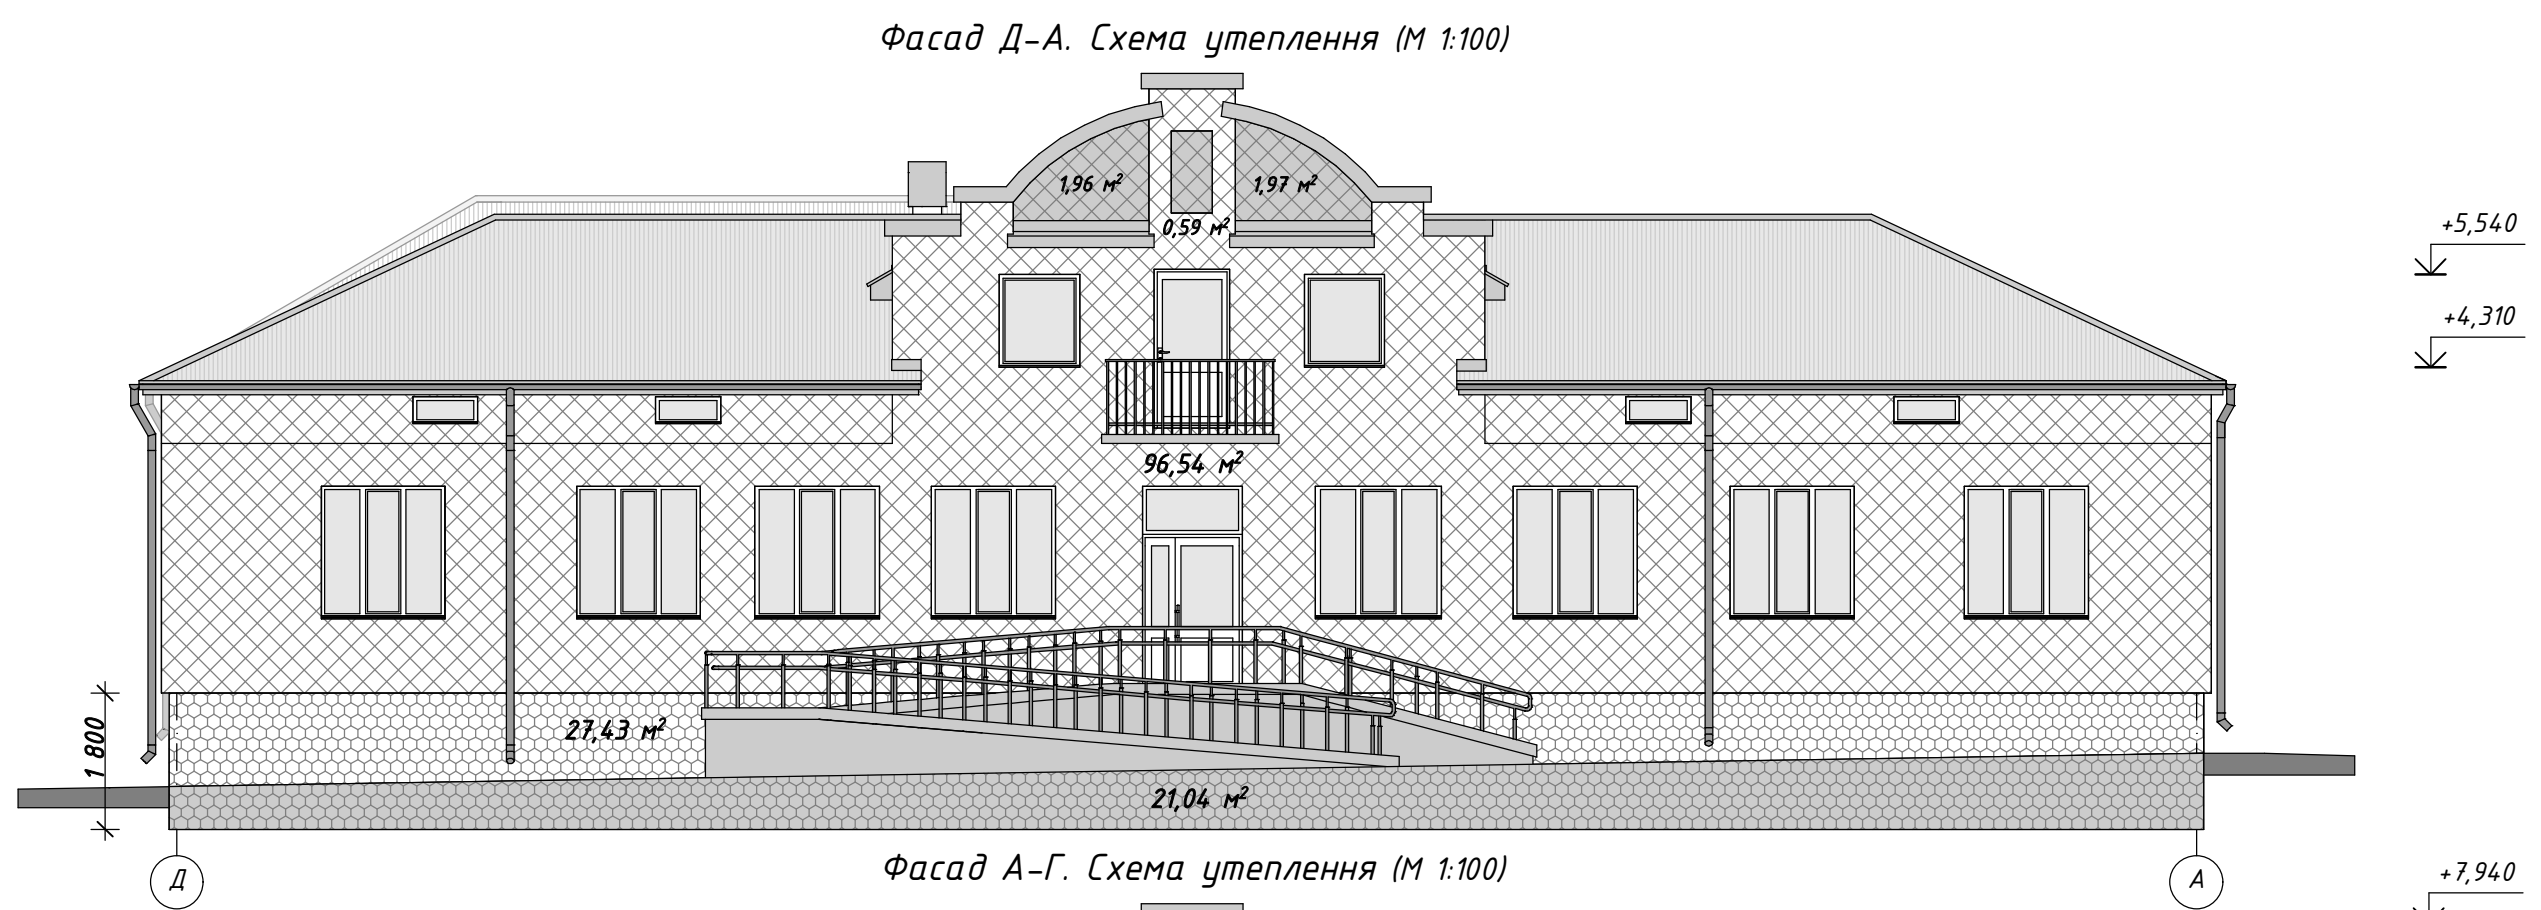 Фасад Д-А. Схема утеплення (М 1:100)
1,96 м²
1,97 м²
0,59 м²
+5,540
+4,310
96,54 м²
27,43 м²
1 800
21,04 м²
Д
А
Фасад А-Г. Схема утеплення (М 1:100)
+7,940